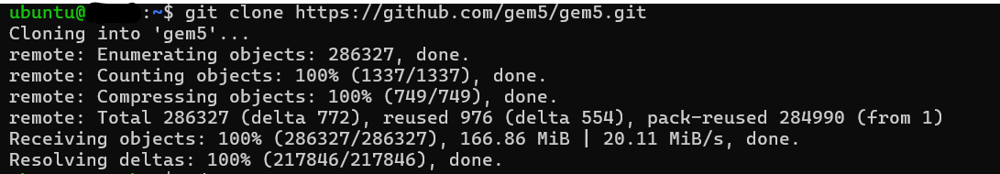 ubuntu@ :~$ git clone https://github.com/gem5/gem5.git
Cloning into 'gem5'...
remote: Enumerating objects: 286327, done.
remote: Counting objects: 100% (1337/1337), done.
remote: Compressing objects: 100% (749/749), done.
remote: Total 286327 (delta 772), reused 976 (delta 554), pack-reused 284990 (from 1)
Receiving objects: 100% (286327/286327), 166.86 MiB | 20.11 MiB/s, done.
Resolving deltas: 100% (217846/217846), done.